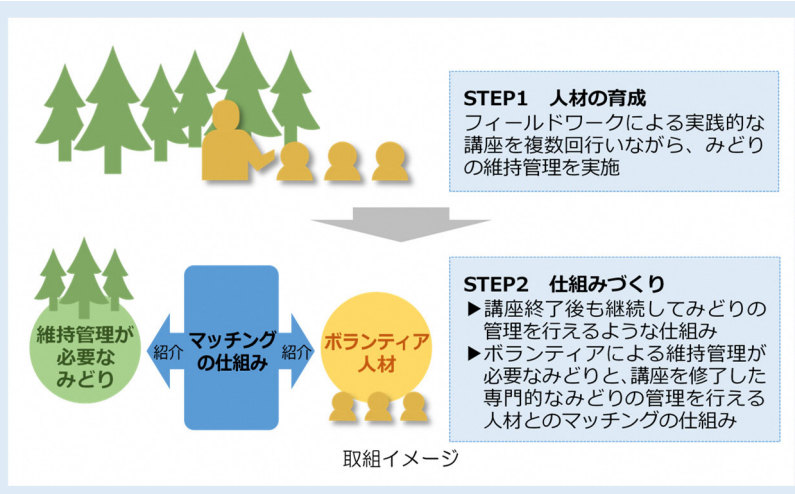 STEP1　人材の育成
フィールドワークによる実践的な
講座を複数回行いながら、みどり
の維持管理を実施
維持管理が
必要な
みどり
紹介
マッチング
の仕組み
紹介
ボランティア
人材
STEP2　仕組みづくり
▶講座終了後も継続してみどりの
管理を行えるような仕組み
▶ボランティアによる維持管理が
必要なみどりと、講座を修了した
専門的なみどりの管理を行える
人材とのマッチングの仕組み
取組イメージ